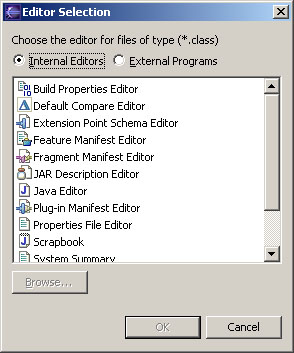 Editor Selection
Choose the editor for files of type (*.class)
Internal Editors External Programs
Build Properties Editor
Default Compare Editor
Extension Point Schema Editor
Feature Manifest Editor
Fragment Manifest Editor
JAR Description Editor
Java Editor
Plug-in Manifest Editor
Properties File Editor
Scrapbook
System Summary
Browse...
OK Cancel